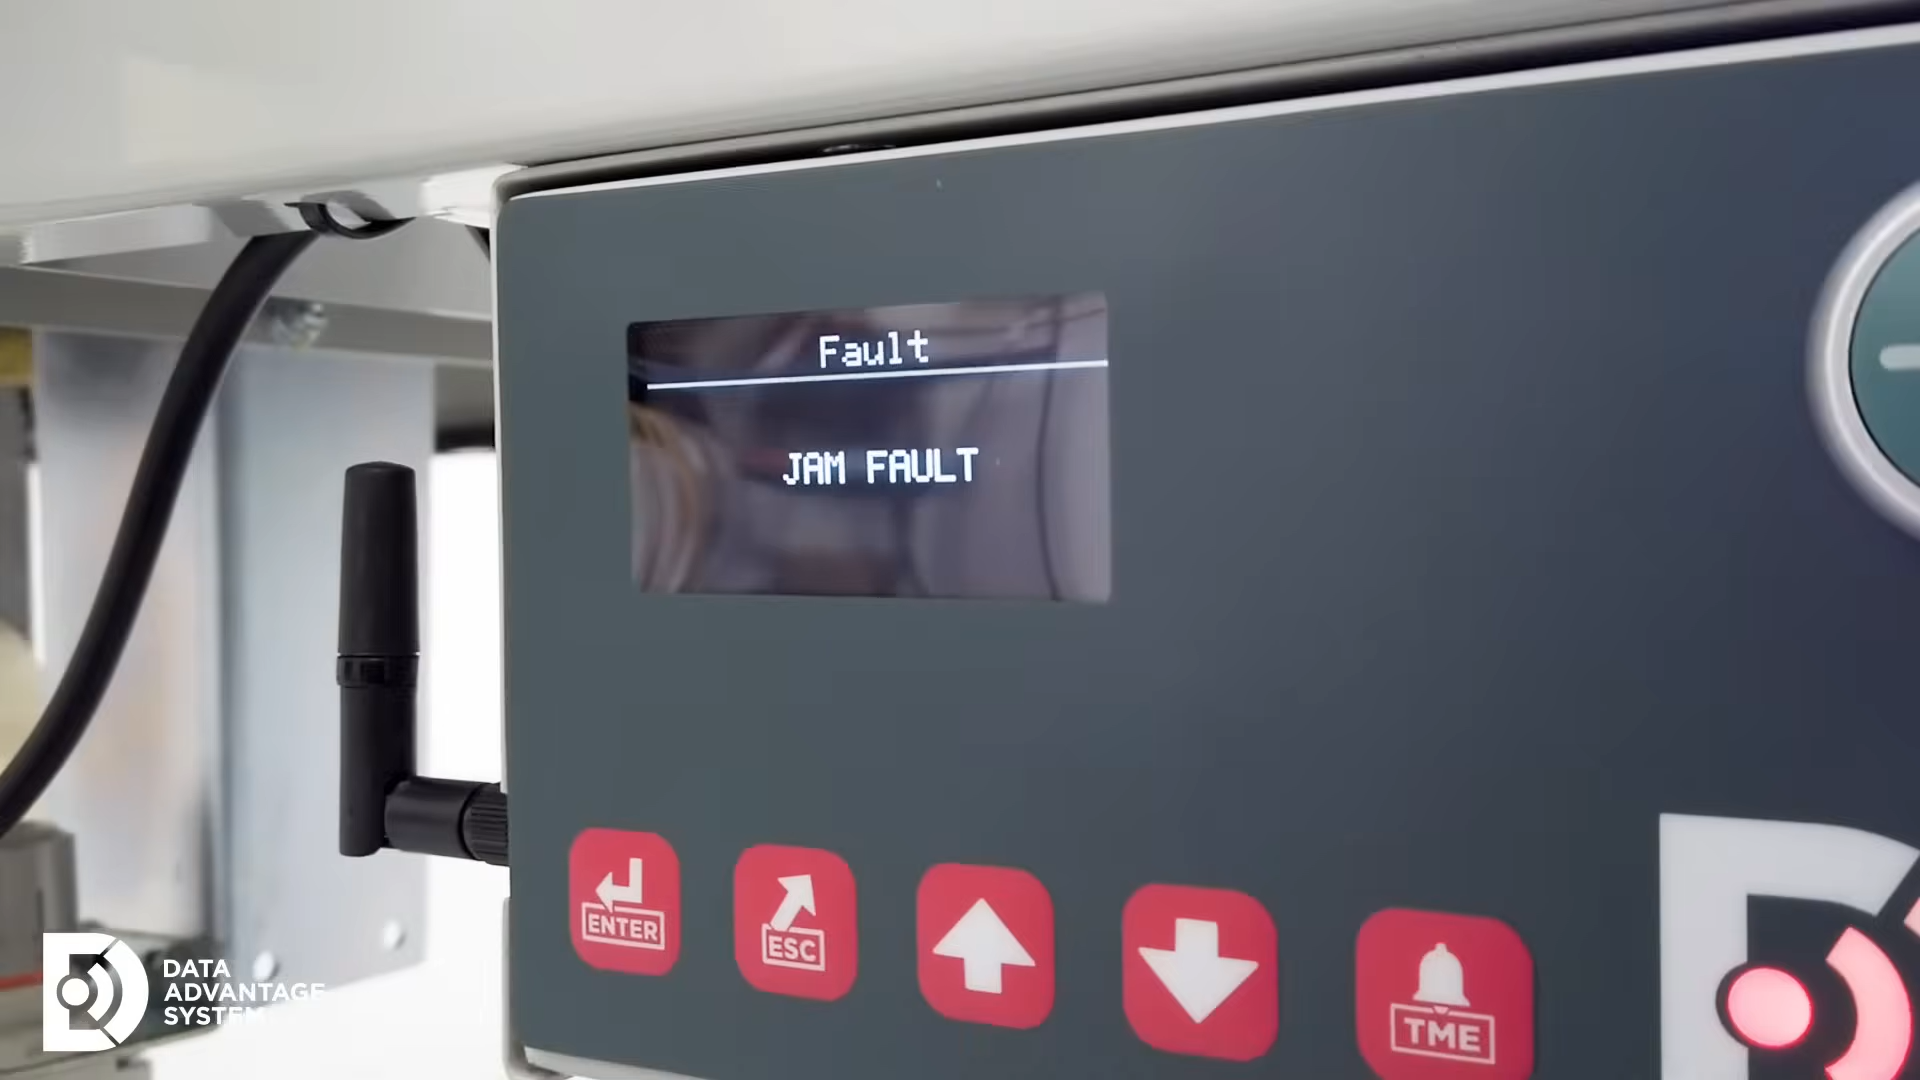 Fault
JAM FAULT
ENTER
ESC
TME
DATA
ADVANTAGE
SYSTEM